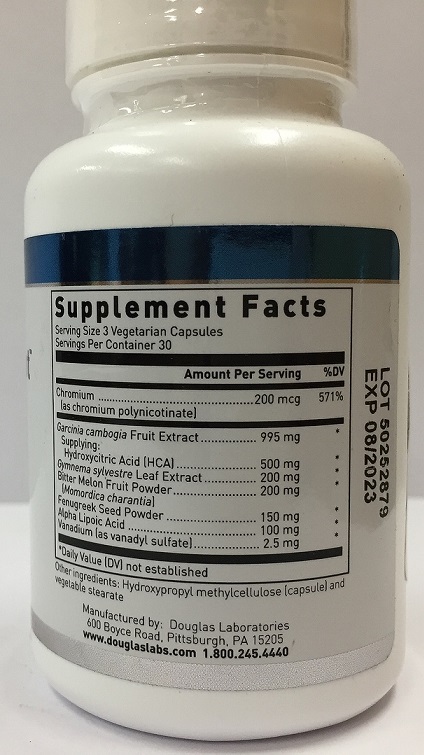 f
Supplement Facts
Serving Size 3 Vegetarian Capsules
Servings Per Container 30
Amount Per Serving %DV
Chromium ..........200 mcg 571%
(as chromium polynicotinate)
Garcinia cambogia Fruit Extract.......... 995 mg *
Supplying:
Hydroxycitric Acid (HCA).......... 500 mg *
Gymnema sylvestre Leaf Extract.......... 200 mg *
Bitter Melon Fruit Powder.......... 200 mg *
(Momordica charantia)
Fenugreek Seed Powder.......... 150 mg *
Alpha Lipoic Acid.......... 100 mg *
Vanadium (as vanadyl sulfate).......... 2.5 mg *
*Daily Value (DV) not established
Other ingredients: Hydroxypropyl methylcellulose (capsule) and
vegetable stearate
Manufactured by: Douglas Laboratories
600 Boyce Road, Pittsburgh, PA 15205
www.douglaslabs.com 1.800.245.4440
LOT 50252879
EXP 08/2023